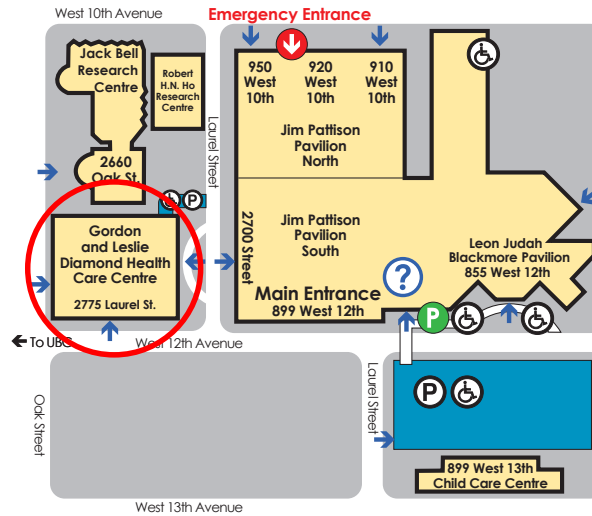 West 10th Avenue
Emergency Entrance
Jack Bell
Research
Centre
Robert
H.N. Ho
Research
Centre
950
West
10th
920
West
10th
910
West
10th
Laurel Street
Jim Pattison
Pavilion
North
2660
Oak St.
P
Gordon
and Leslie
Diamond Health
Care Centre
2775 Laurel St.
2700 Street
Jim Pattison
Pavilion
South
Leon Judah
Blackmore Pavilion
855 West 12th
?
Main Entrance
899 West 12th
P
To UBC
West 12th Avenue
Oak Street
Laurel Street
P
899 West 13th
Child Care Centre
West 13th Avenue